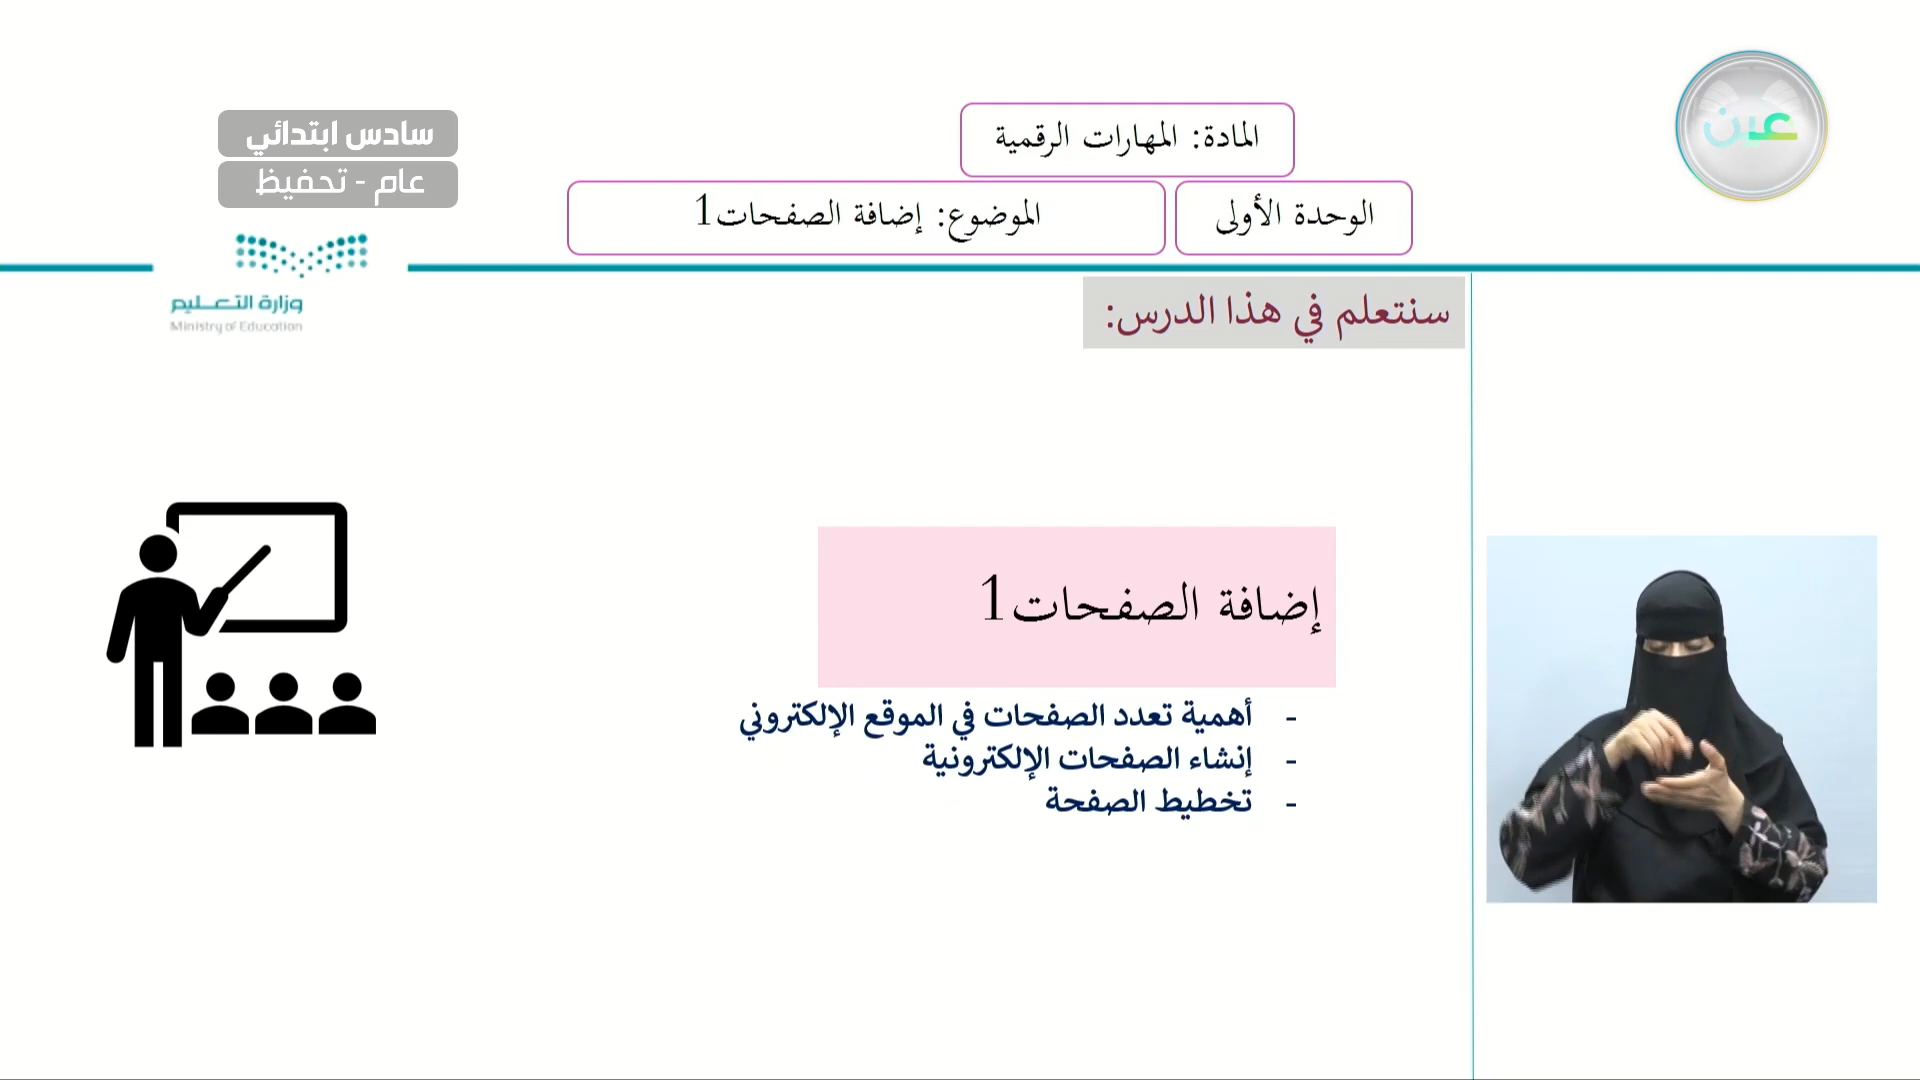 عين
المادة: المهارات الرقمية
سادس ابتدائي
عام - تحفيظ
الوحدة الأولى
الموضوع: إضافة الصفحات1
وزارة التعليم
Ministry of Education
سنتعلم في هذا الدرس:
إضافة الصفحات1
- أهمية تعدد الصفحات في الموقع الإلكتروني
- إنشاء الصفحات الإلكترونية
- تخطيط الصفحة